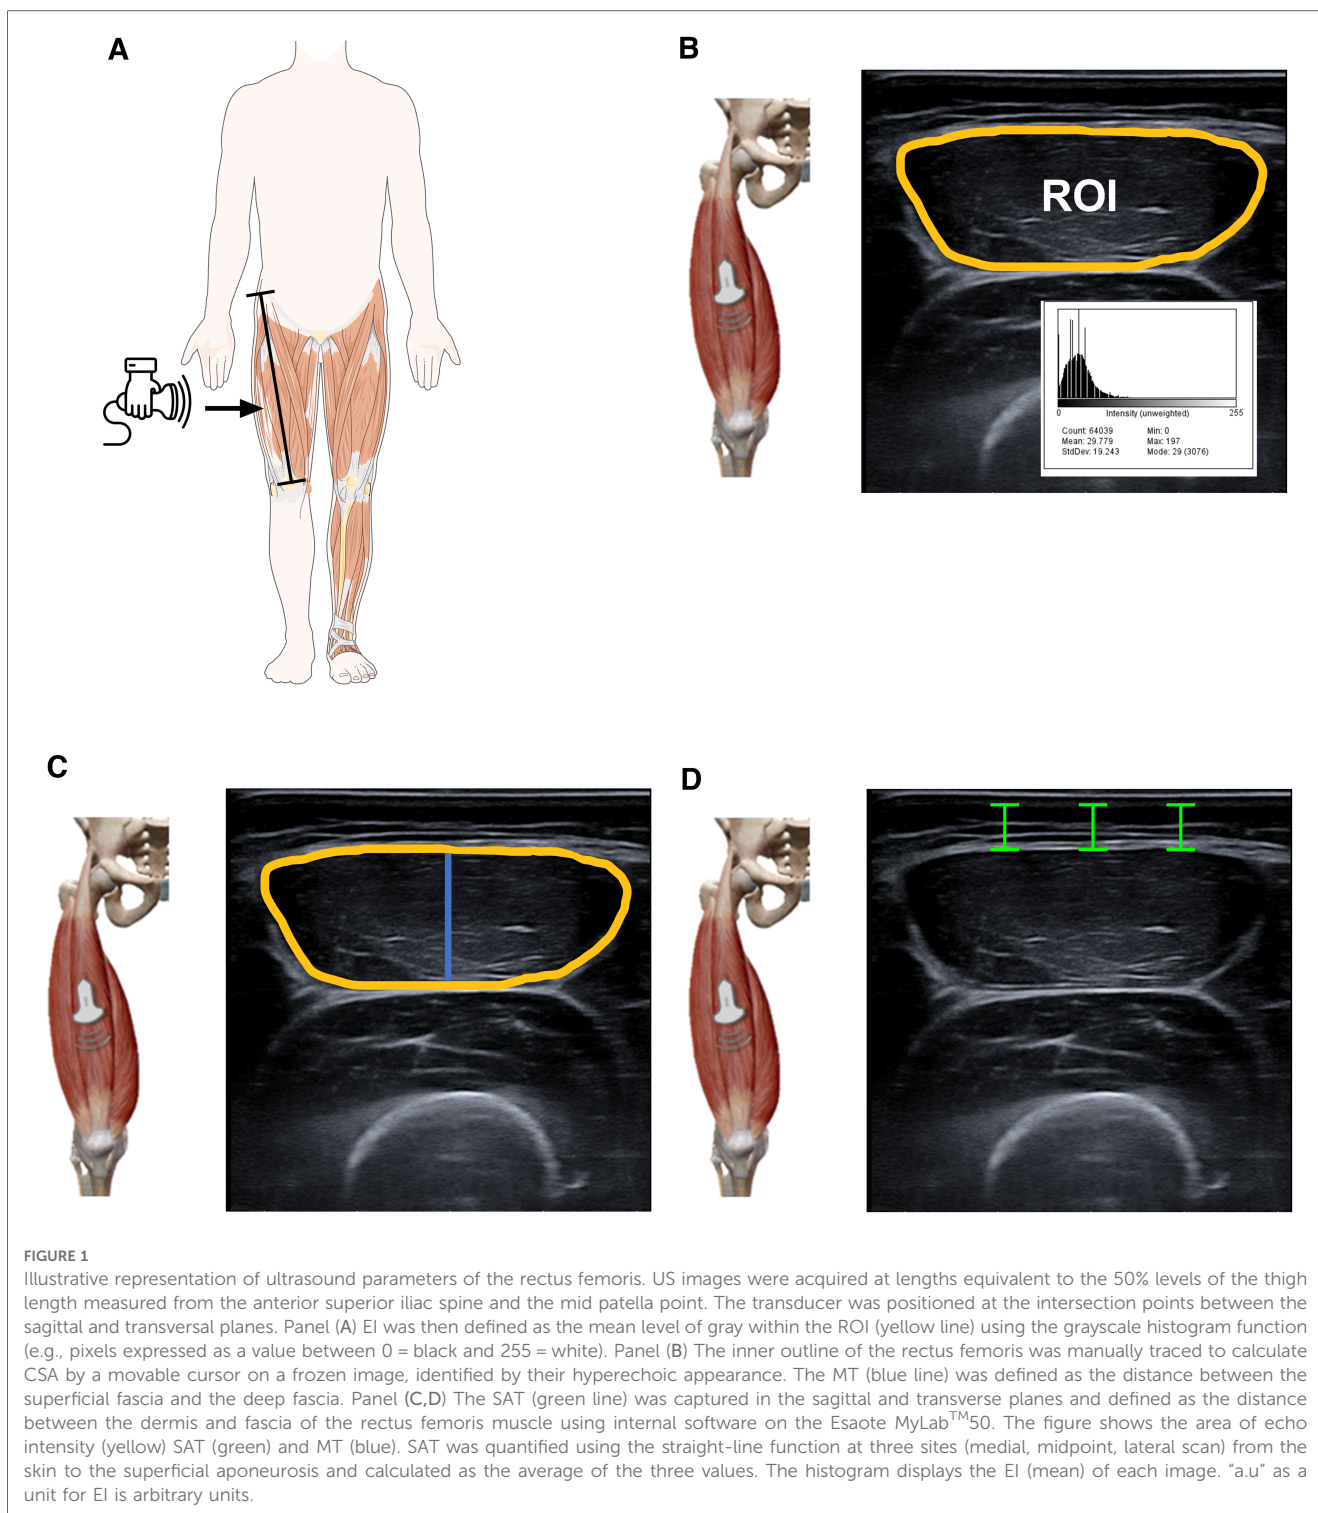 A
B
ROI
0
Intensity (unweighted)
255
Count: 64039
Min: 0
Mean: 29.779
Max: 197
StdDev: 19.243
Mode: 29 (3076)
C
D
FIGURE 1
Illustrative representation of ultrasound parameters of the rectus femoris. US images were acquired at lengths equivalent to the 50% levels of the thigh
length measured from the anterior superior iliac spine and the mid patella point. The transducer was positioned at the intersection points between the
sagittal and transversal planes. Panel (A) EI was then defined as the mean level of gray within the ROI (yellow line) using the grayscale histogram function
(e.g., pixels expressed as a value between 0 = black and 255 = white). Panel (B) The inner outline of the rectus femoris was manually traced to calculate
CSA by a movable cursor on a frozen image, identified by their hyperechoic appearance. The MT (blue line) was defined as the distance between the
superficial fascia and the deep fascia. Panel (C,D) The SAT (green line) was captured in the sagittal and transverse planes and defined as the distance
between the dermis and fascia of the rectus femoris muscle using internal software on the Esaote MyLab™50. The figure shows the area of echo
intensity (yellow) SAT (green) and MT (blue). SAT was quantified using the straight-line function at three sites (medial, midpoint, lateral scan) from the
skin to the superficial aponeurosis and calculated as the average of the three values. The histogram displays the EI (mean) of each image. “a.u” as a
unit for EI is arbitrary units.